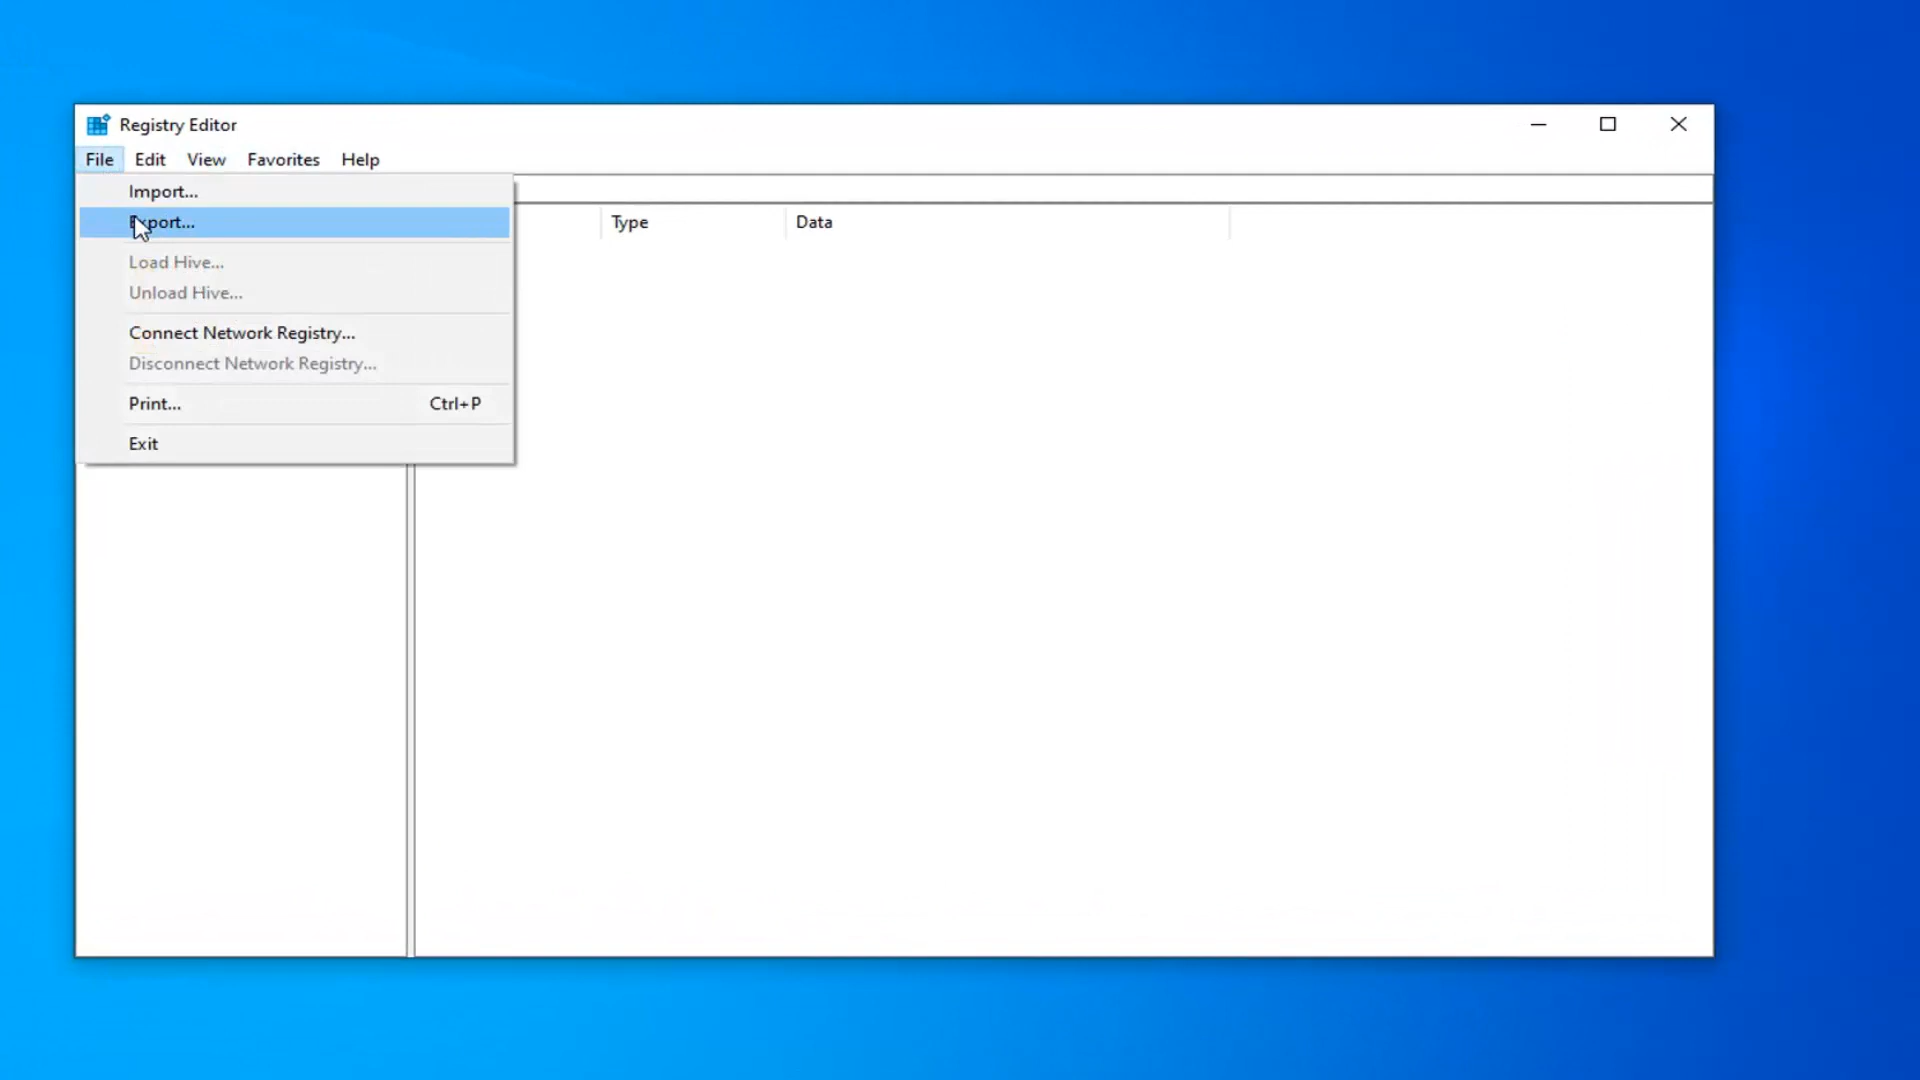 Registry Editor
File Edit View Favorites Help
Import...
Export...
Type Data
Load Hive...
Unload Hive...
Connect Network Registry...
Disconnect Network Registry...
Print... Ctrl+P
Exit